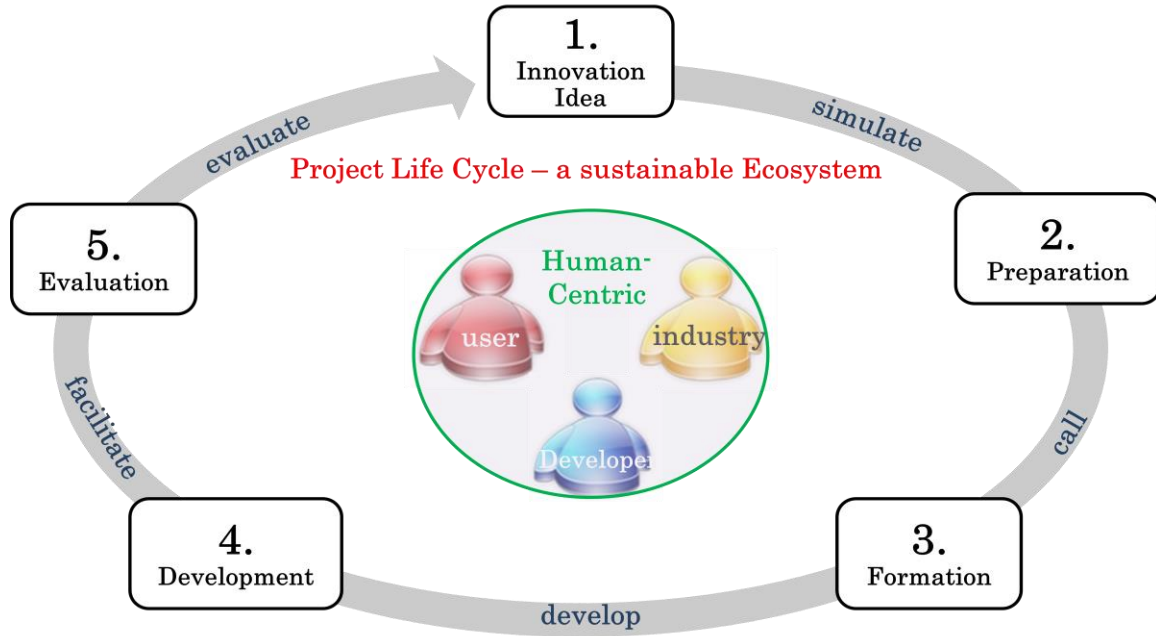 1.
Innovation
Idea
simulate
evaluate
Project Life Cycle – a sustainable Ecosystem
5.
Evaluation
2.
Preparation
Human-
Centric
user
industry
Developer
facilitate
call
4.
Development
3.
Formation
develop